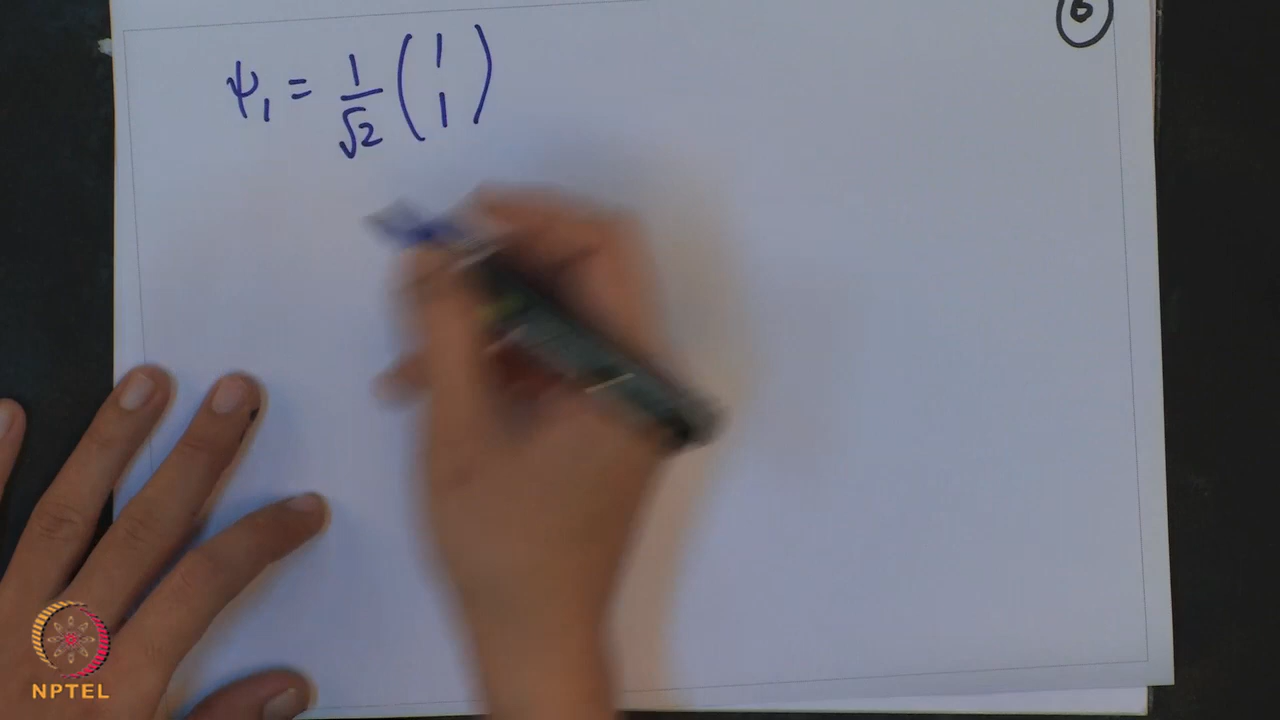 6
ψ₁ = 1/√2 (1 1)
NPTEL